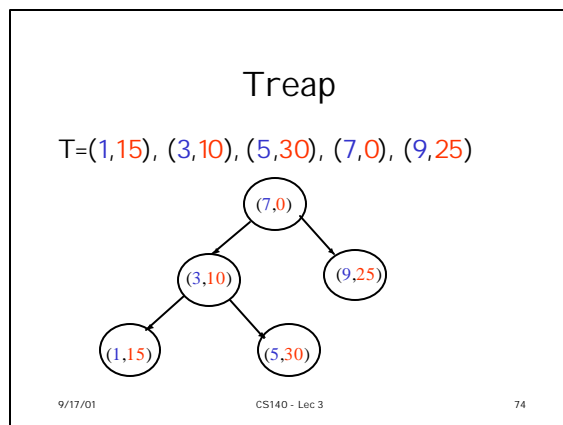 Treap
T=(1,15), (3,10), (5,30), (7,0), (9,25)
(7,0)
(3,10)
(9,25)
(1,15)
(5,30)
9/17/01
CS140 - Lec 3
74